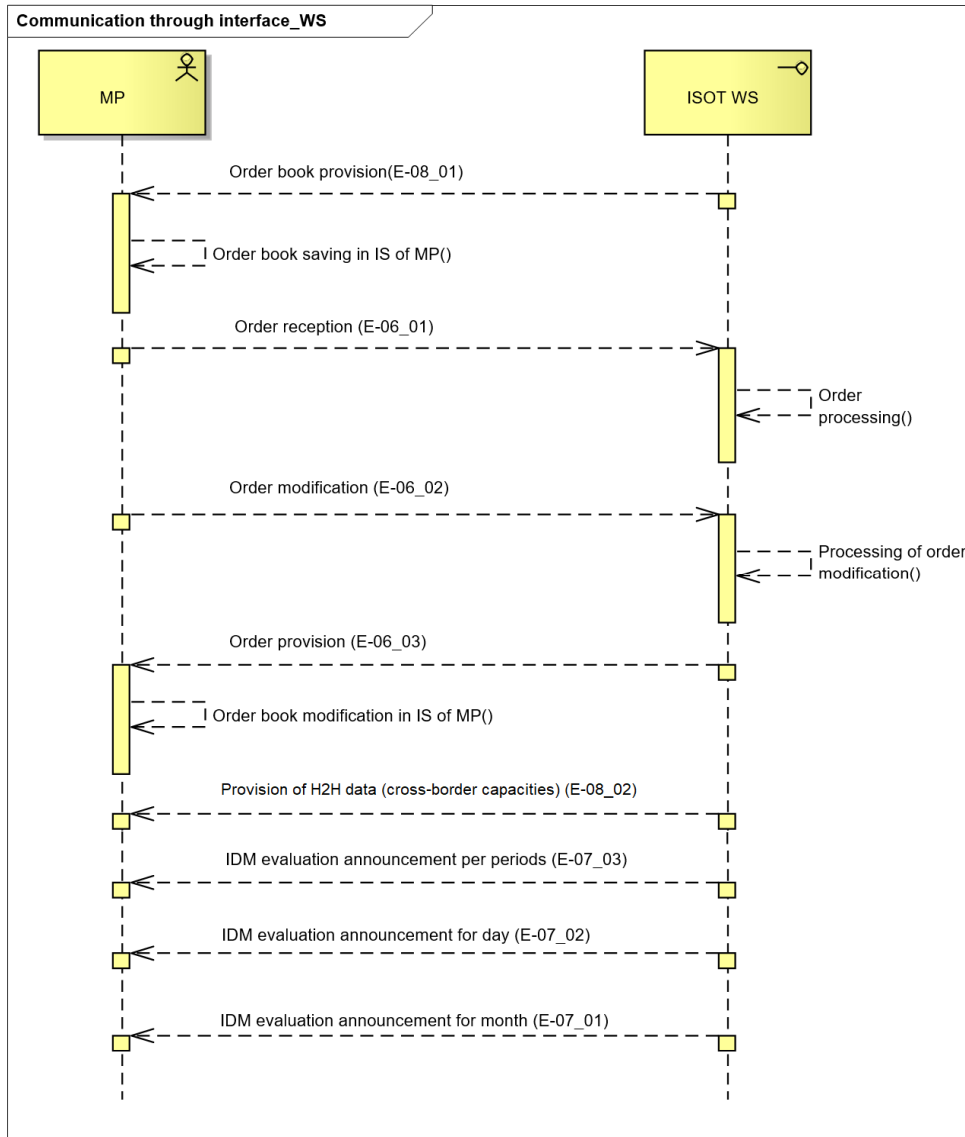 Communication through interface_WS
MP
ISOT WS
Order book provision(E-08_01)
Order book saving in IS of MP()
Order reception (E-06_01)
Order
processing()
Order modification (E-06_02)
Processing of order
modification()
Order provision (E-06_03)
Order book modification in IS of MP()
Provision of H2H data (cross-border capacities) (E-08_02)
IDM evaluation announcement per periods (E-07_03)
IDM evaluation announcement for day (E-07_02)
IDM evaluation announcement for month (E-07_01)